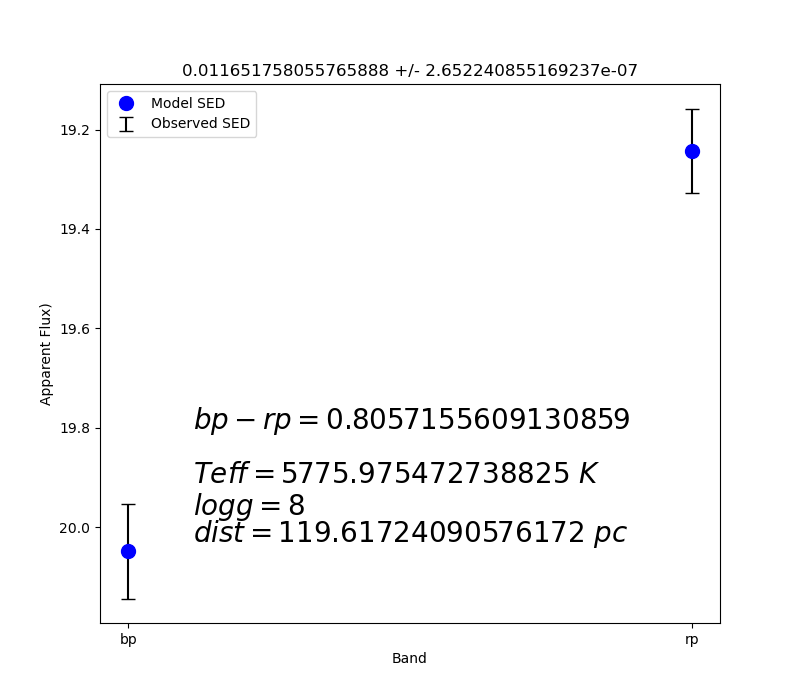 0.011651758055765888 +/- 2.652240855169237e-07
Model SED
Observed SED
19.2
19.4
19.6
19.8
20.0
Apparent Flux)
bp − rp = 0.8057155609130859
Teff = 5775.975472738825 K
logg = 8
dist = 119.61724090576172 pc
bp
rp
Band